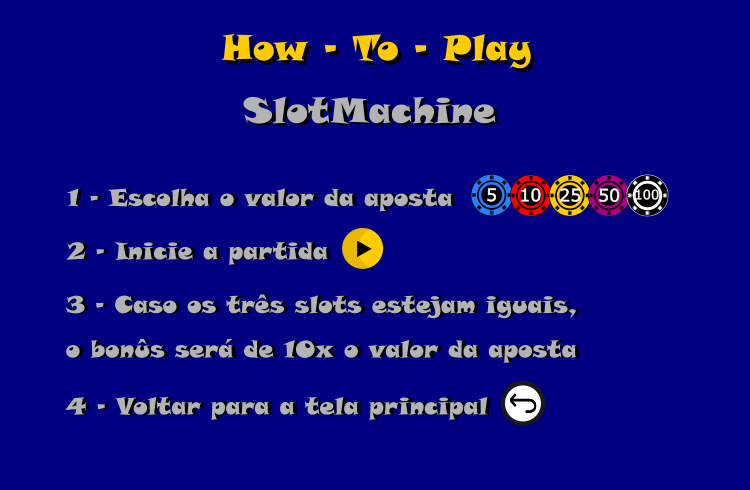 How - To - Play
SlotMachine
1 - Escolha o valor da aposta 5 10 25 50 100
2 - Inicie a partida
3 - Caso os três slots estejam iguais,
o bonûs será de 10x o valor da aposta
4 - Voltar para a tela principal